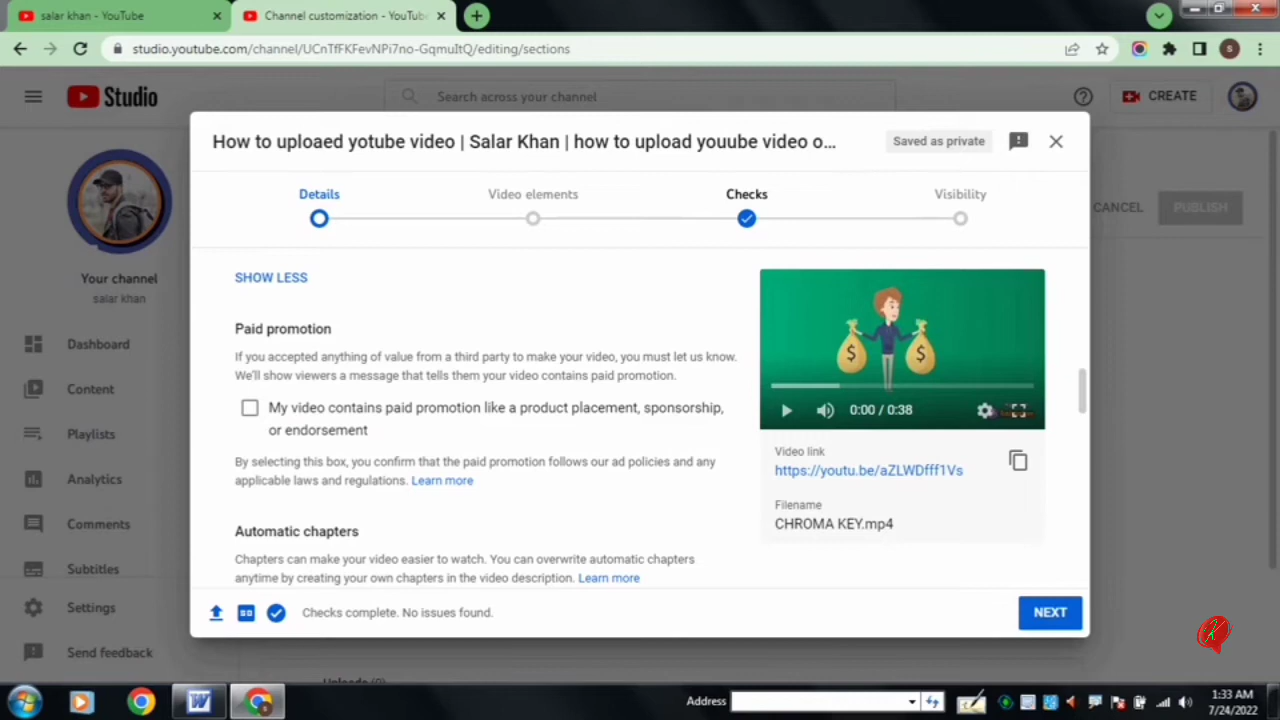 salar khan - YouTube
Channel customization - YouTube
studio.youtube.com/channel/UCnTfFKFevNPi7no-GqmuItQ/editing/sections
S
Studio
Search across your channel
CREATE
How to uploaed yotube video | Salar Khan | how to upload youube video o...
Saved as private
Details
Video elements
Checks
Visibility
CANCEL
PUBLISH
Your channel
salar khan
Dashboard
Content
Playlists
Analytics
Comments
Subtitles
Settings
Send feedback
SHOW LESS
Paid promotion
If you accepted anything of value from a third party to make your video, you must let us know.
We'll show viewers a message that tells them your video contains paid promotion.
My video contains paid promotion like a product placement, sponsorship,
or endorsement
By selecting this box, you confirm that the paid promotion follows our ad policies and any
applicable laws and regulations. Learn more
Automatic chapters
Chapters can make your video easier to watch. You can overwrite automatic chapters
anytime by creating your own chapters in the video description. Learn more
$ $
0:00 / 0:38
Video link
https://youtu.be/aZLWDfff1Vs
Filename
CHROMA KEY.mp4
SD
Checks complete. No issues found.
NEXT
K
Uploads (0)
W
Address
1:33 AM
7/24/2022